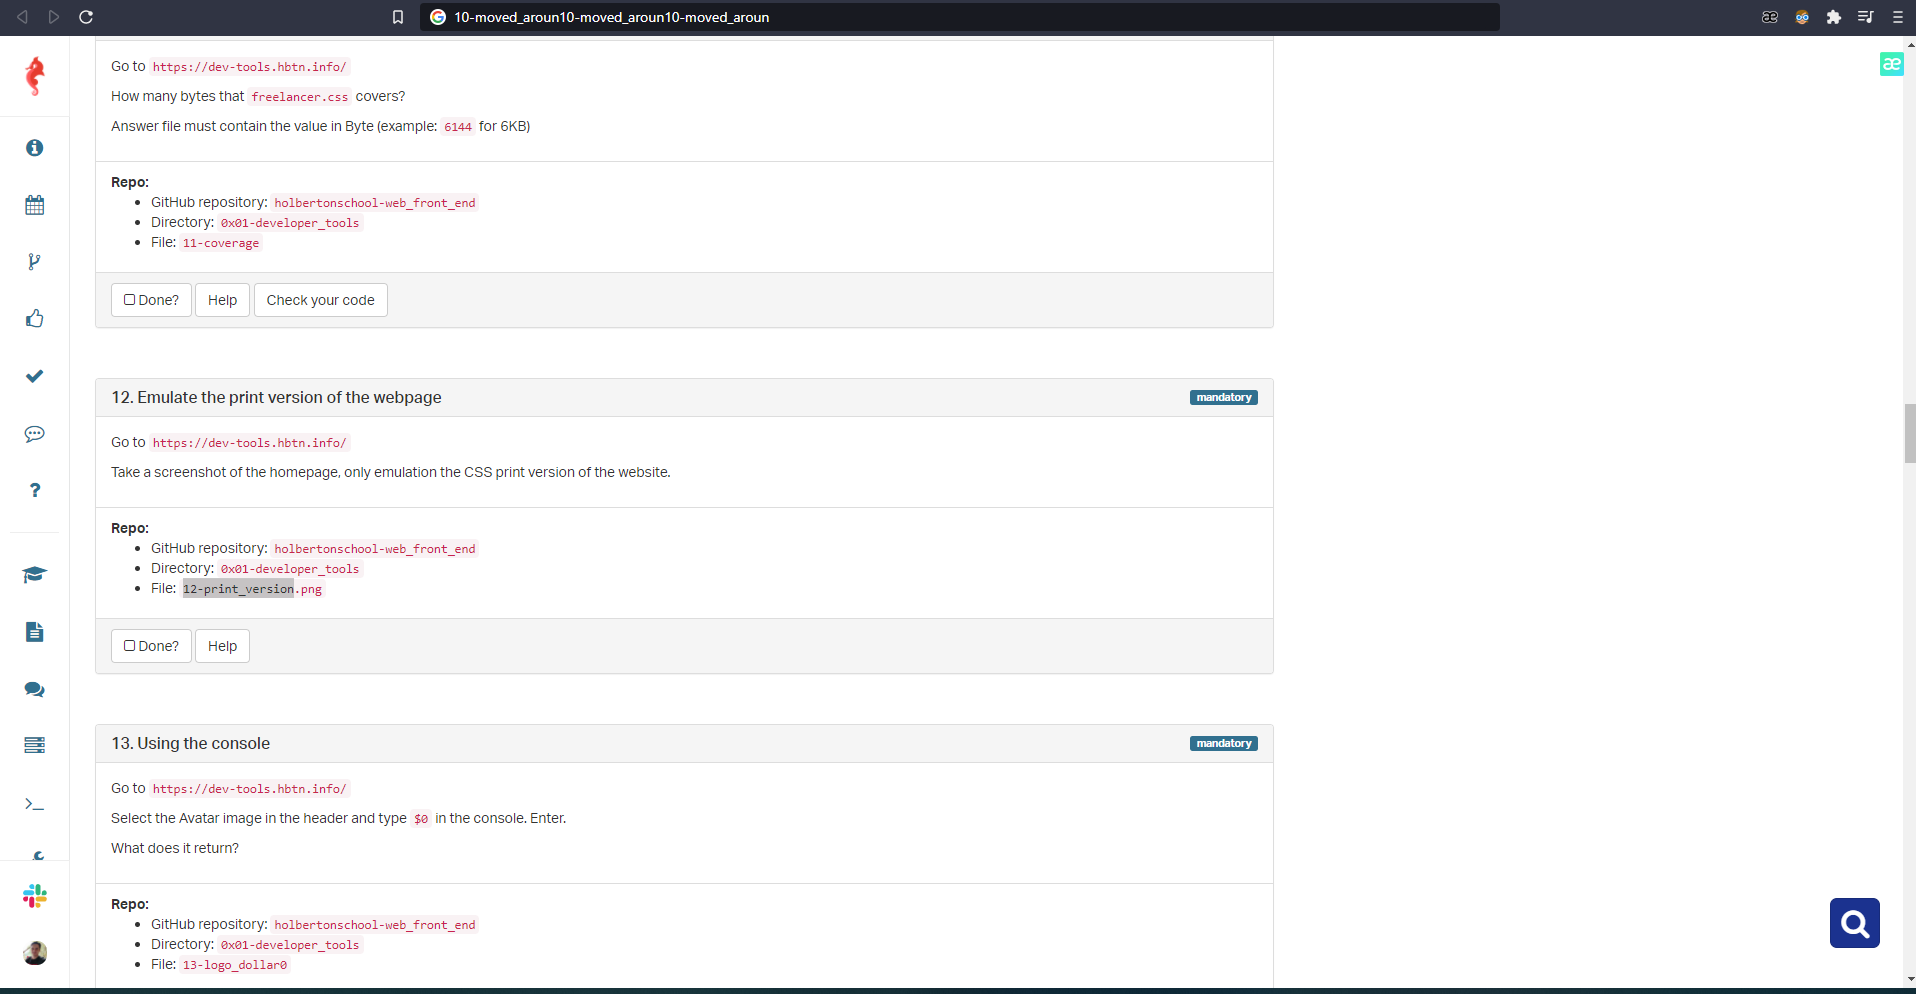 10-moved_aroun10-moved_aroun10-moved_aroun
Go to https://dev-tools.hbtn.info/
How many bytes that freelancer.css covers?
Answer file must contain the value in Byte (example: 6144 for 6KB)
Repo:
GitHub repository: holbertonschool-web_front_end
Directory: 0x01-developer_tools
File: 11-coverage
Done? Help Check your code
12. Emulate the print version of the webpage mandatory
Go to https://dev-tools.hbtn.info/
Take a screenshot of the homepage, only emulation the CSS print version of the website.
Repo:
GitHub repository: holbertonschool-web_front_end
Directory: 0x01-developer_tools
File: 12-print_version.png
Done? Help
13. Using the console mandatory
Go to https://dev-tools.hbtn.info/
Select the Avatar image in the header and type $0 in the console. Enter.
What does it return?
Repo:
GitHub repository: holbertonschool-web_front_end
Directory: 0x01-developer_tools
File: 13-logo_dollar0
æ
æ